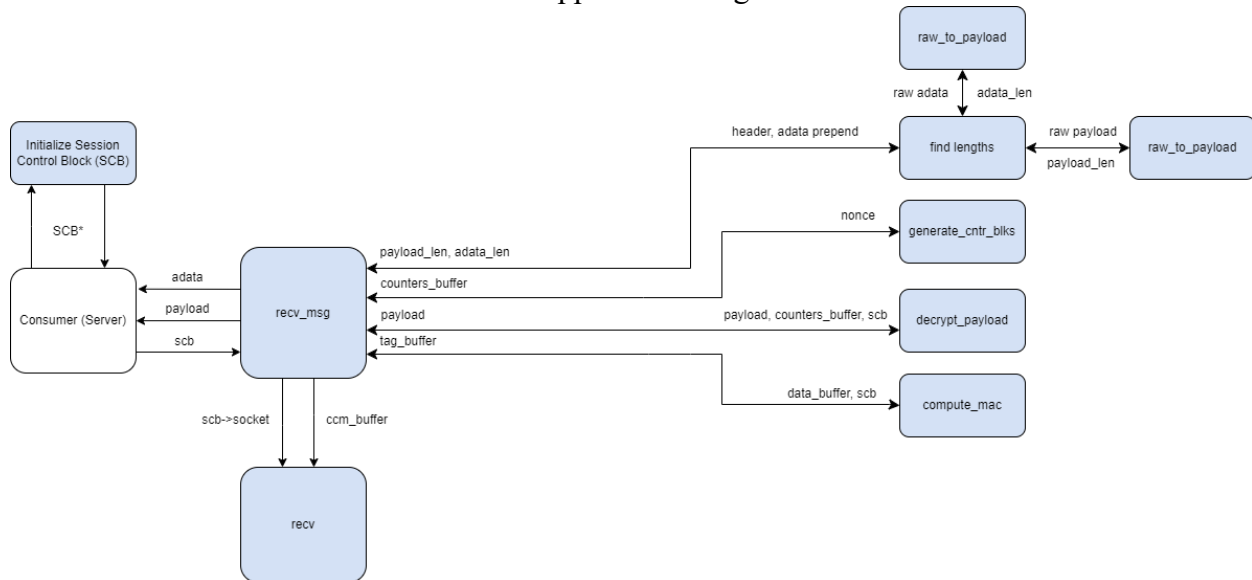 raw_to_payload
raw adata
adata_len
header, adata prepend
find lengths
raw payload
payload_len
raw_to_payload
Initialize Session
Control Block (SCB)
SCB*
nonce
generate_cntr_blks
payload_len, adata_len
adata
counters_buffer
Consumer (Server)
payload
recv_msg
payload
payload, counters_buffer, scb
decrypt_payload
scb
tag_buffer
data_buffer, scb
compute_mac
scb->socket
ccm_buffer
recv